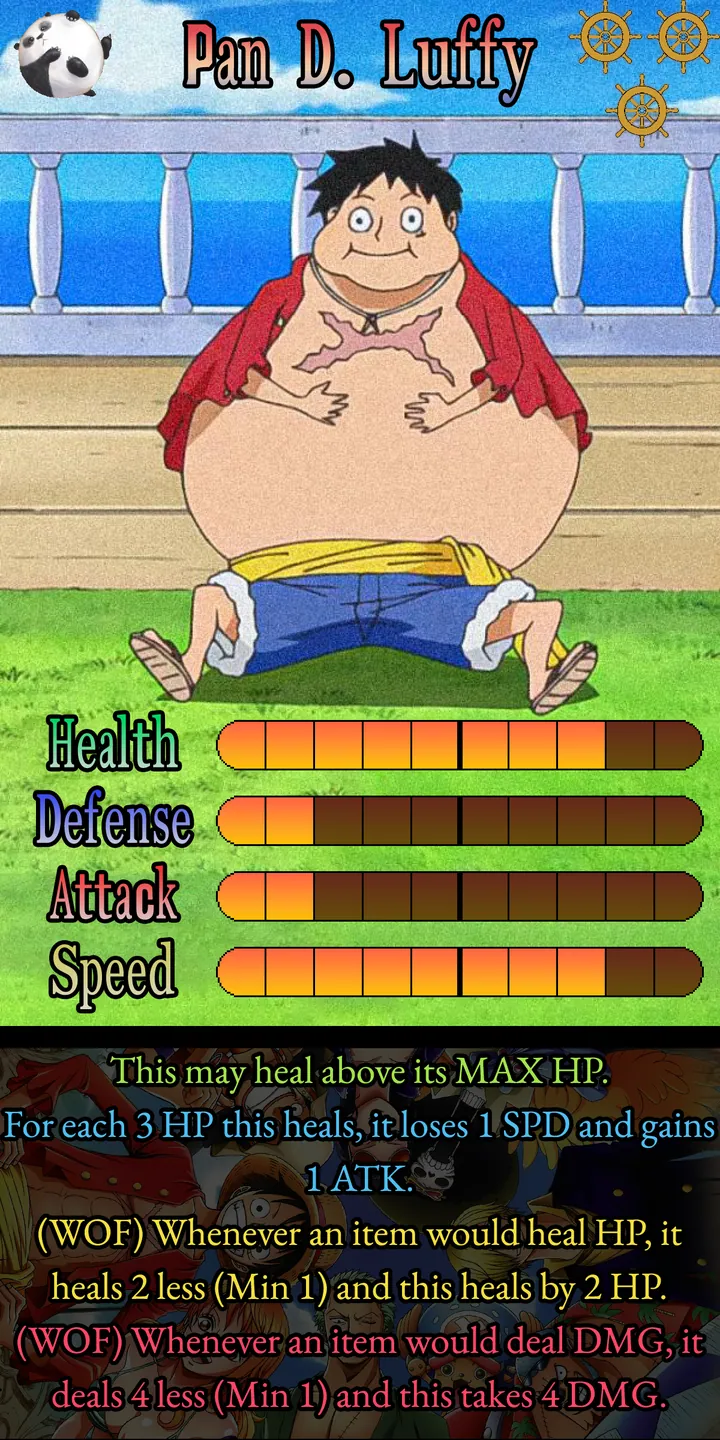 Pan D. Luffy
Health
Defense
Attack
Speed
This may heal above its MAX HP.
For each 3 HP this heals, it loses 1 SPD and gains
1 ATK.
(WOF) Whenever an item would heal HP, it
heals 2 less (Min 1) and this heals by 2 HP.
(WOF) Whenever an item would deal DMG, it
deals 4 less (Min 1) and this takes 4 DMG.